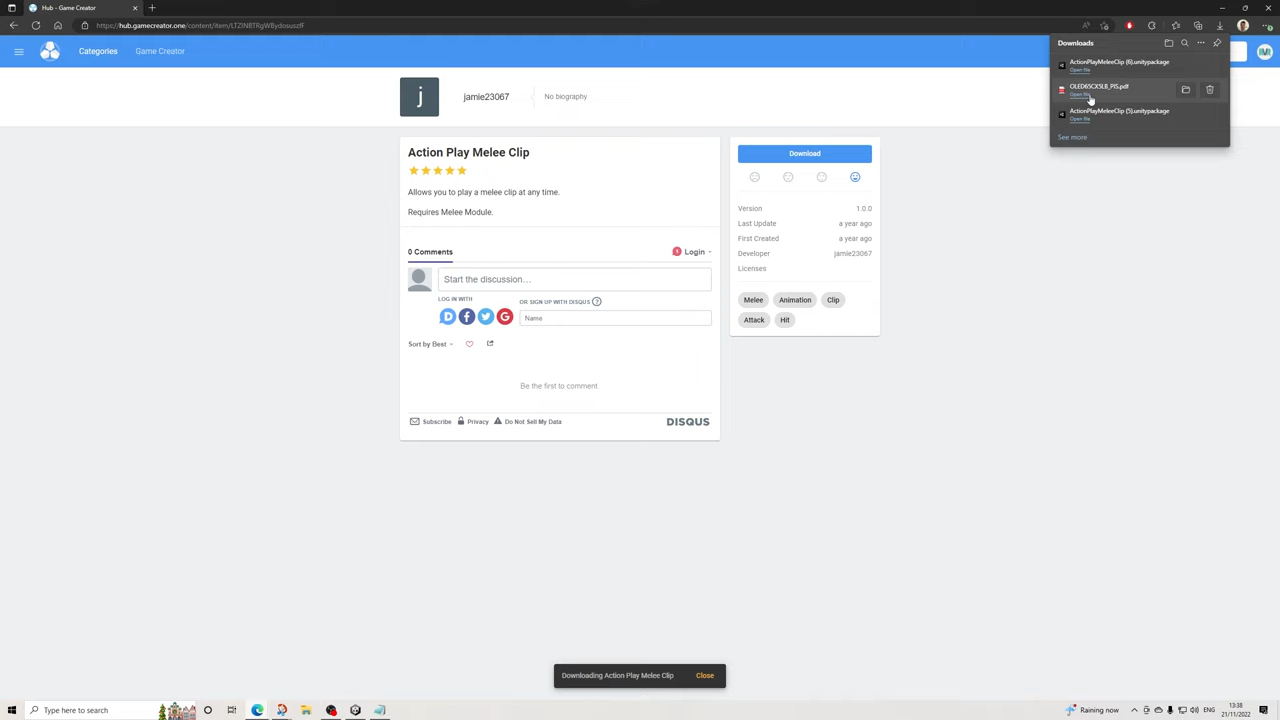 Hub - Game Creator
https://hub.gamecreator.one/content/item/LTZIN8TRgWBydosuszfF
Categories
Game Creator
Downloads
ActionPlayMeleeClip (6).unitypackage
Open file
OLED65CX5LB_PIS.pdf
Open file
ActionPlayMeleeClip (5).unitypackage
Open file
See more
j
jamie23067
No biography
Action Play Melee Clip
Allows you to play a melee clip at any time.
Requires Melee Module.
0 Comments
1
Login
Start the discussion…
LOG IN WITH
OR SIGN UP WITH DISQUS ?
Name
Sort by Best
Be the first to comment
Subscribe
Privacy
Do Not Sell My Data
DISQUS
Download
Version 1.0.0
Last Update a year ago
First Created a year ago
Developer jamie23067
Licenses
Melee
Animation
Clip
Attack
Hit
Downloading Action Play Melee Clip
Close
Type here to search
Raining now
ENG
13:38
21/11/2022